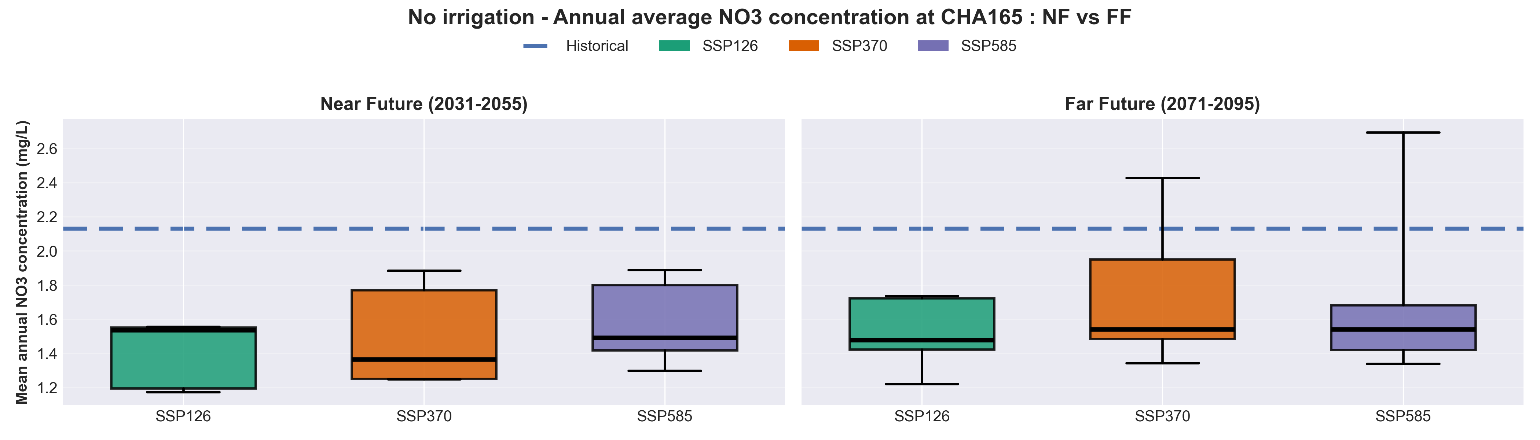 No irrigation - Annual average NO3 concentration at CHA165 : NF vs FF
Historical SSP126 SSP370 SSP585
Near Future (2031-2055)
Far Future (2071-2095)
Mean annual NO3 concentration (mg/L)
2.6
2.4
2.2
2.0
1.8
1.6
1.4
1.2
SSP126 SSP370 SSP585
SSP126 SSP370 SSP585